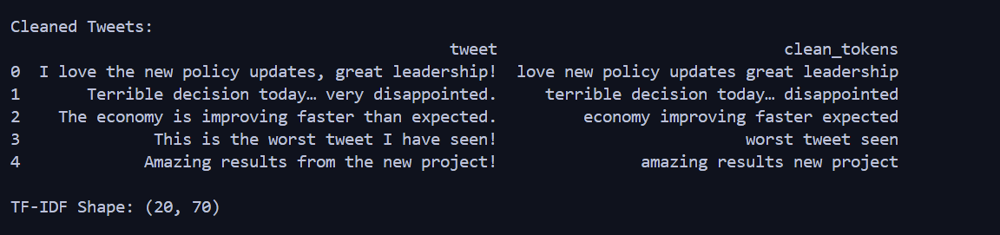 Cleaned Tweets:
tweet clean_tokens
0 I love the new policy updates, great leadership! love new policy updates great leadership
1 Terrible decision today… very disappointed. terrible decision today… disappointed
2 The economy is improving faster than expected. economy improving faster expected
3 This is the worst tweet I have seen! worst tweet seen
4 Amazing results from the new project! amazing results new project
TF-IDF Shape: (20, 70)